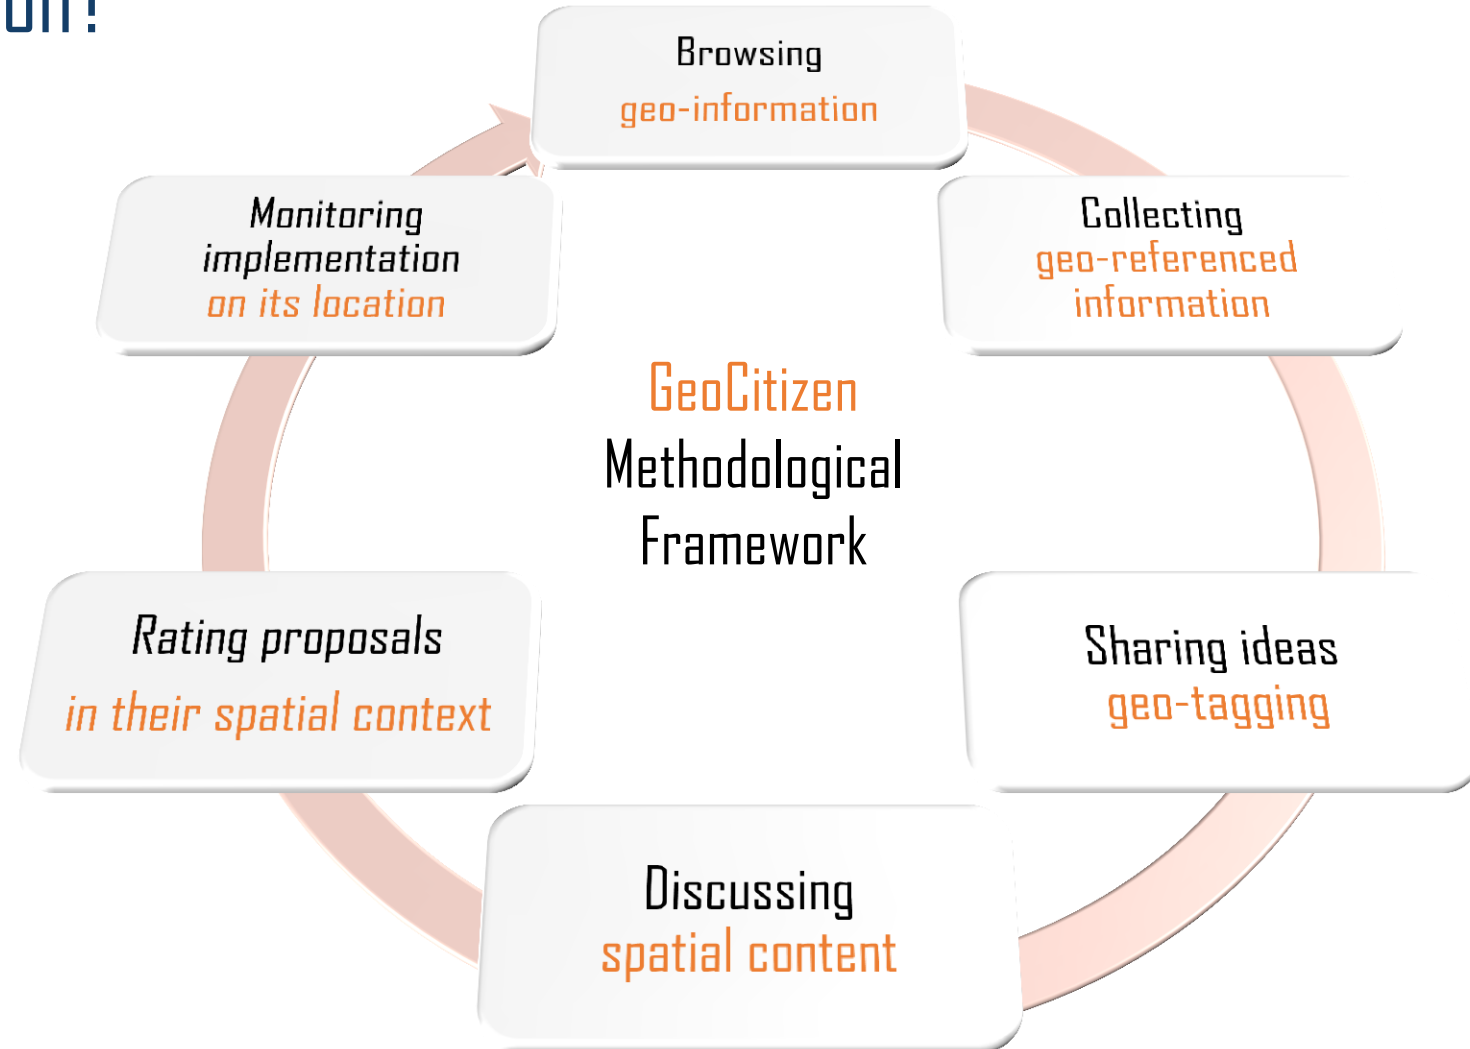 Browsing
geo-information
Monitoring
implementation
on its location
Collecting
geo-referenced
information
GeoCitizen
Methodological
Framework
Rating proposals
in their spatial context
Sharing ideas
geo-tagging
Discussing
spatial content